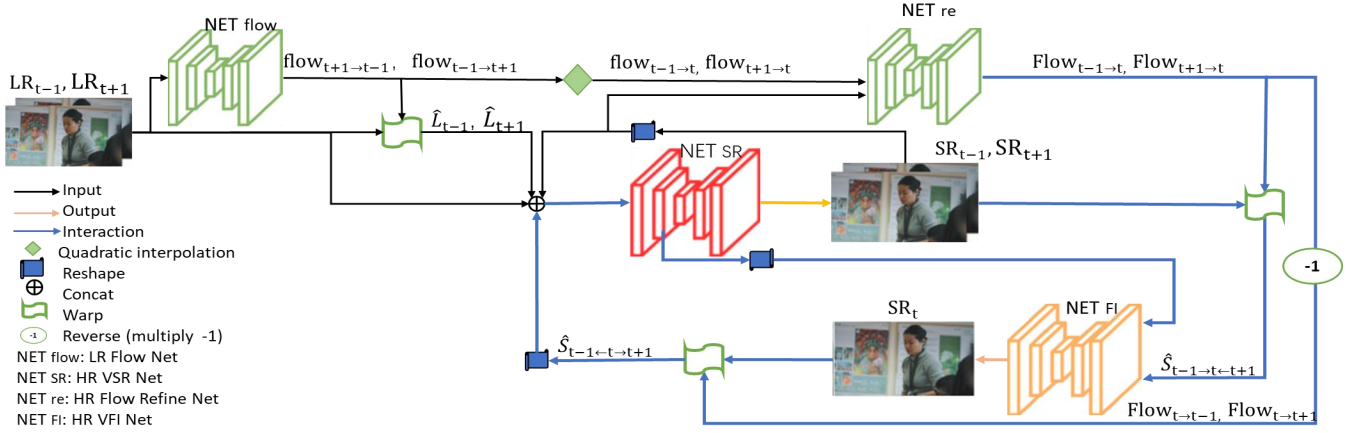 NET flow
NET re
LRt−1, LRt+1
flowt+1→t−1, flowt−1→t+1
flowt−1→t, flowt+1→t
Flowt−1→t, Flowt+1→t
L̂t−1, L̂t+1
NET SR
SRt−1, SRt+1
Input
Output
Interaction
Quadratic interpolation
Reshape
Concat
Warp
-1 Reverse (multiply -1)
NET flow: LR Flow Net
NET SR: HR VSR Net
NET re: HR Flow Refine Net
NET FI: HR VFI Net
-1
SRt
NET FI
Ŝt−1←t→t+1
Ŝt−1→t←t+1
Flowt→t−1, Flowt→t+1